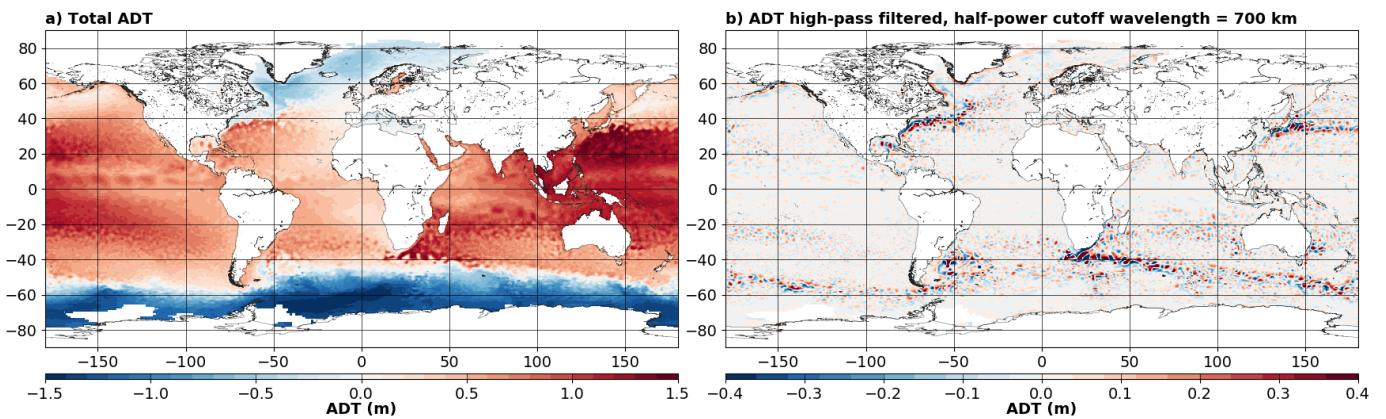 a) Total ADT
80
60
40
20
0
−20
−40
−60
−80
−150 −100 −50 0 50 100 150
−1.5 −1.0 −0.5 0.0 0.5 1.0 1.5
ADT (m)
b) ADT high-pass filtered, half-power cutoff wavelength = 700 km
80
60
40
20
0
−20
−40
−60
−80
−150 −100 −50 0 50 100 150
−0.4 −0.3 −0.2 −0.1 0.0 0.1 0.2 0.3 0.4
ADT (m)